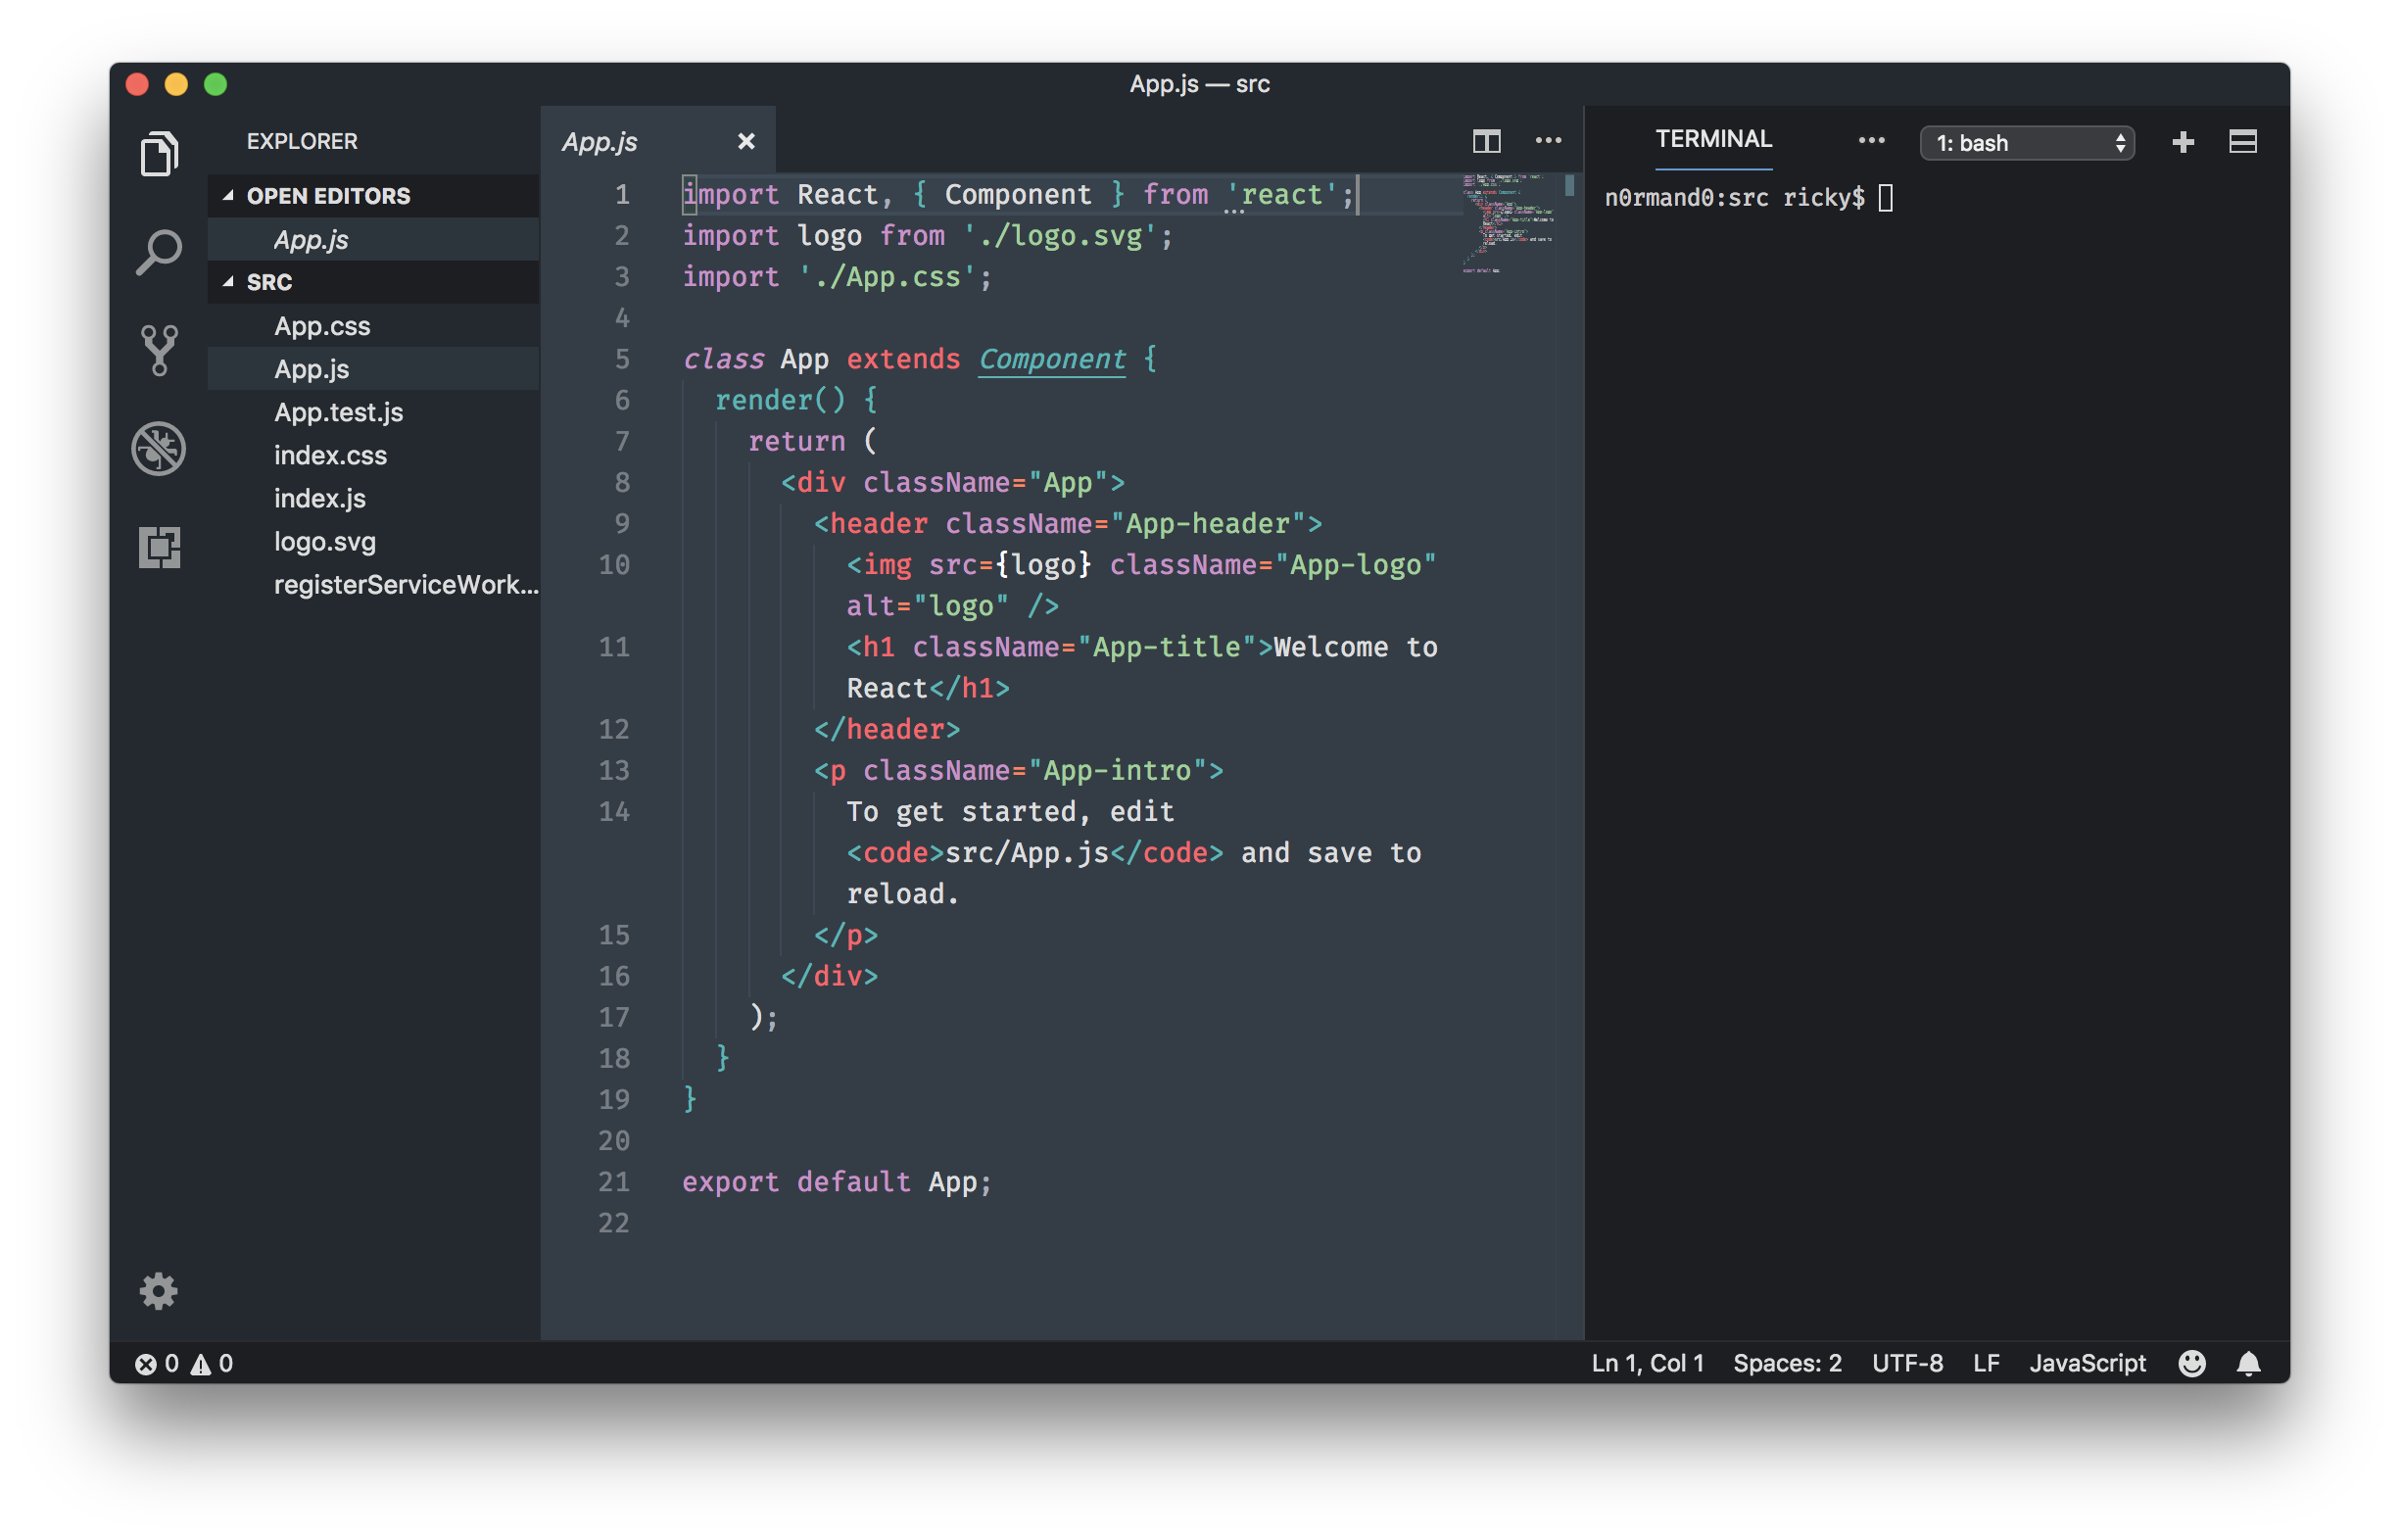 App.js — src
EXPLORER
OPEN EDITORS
App.js
SRC
App.css
App.js
App.test.js
index.css
index.js
logo.svg
registerServiceWork...
App.js
1 import React, { Component } from 'react';
2 import logo from './logo.svg';
3 import './App.css';
4
5 class App extends Component {
6 render() {
7 return (
8 <div className="App">
9 <header className="App-header">
10 <img src={logo} className="App-logo"
alt="logo" />
11 <h1 className="App-title">Welcome to
React</h1>
12 </header>
13 <p className="App-intro">
14 To get started, edit
<code>src/App.js</code> and save to
reload.
15 </p>
16 </div>
17 );
18 }
19 }
20
21 export default App;
22
TERMINAL
1: bash
n0rmand0:src ricky$
0 0
Ln 1, Col 1 Spaces: 2 UTF-8 LF JavaScript